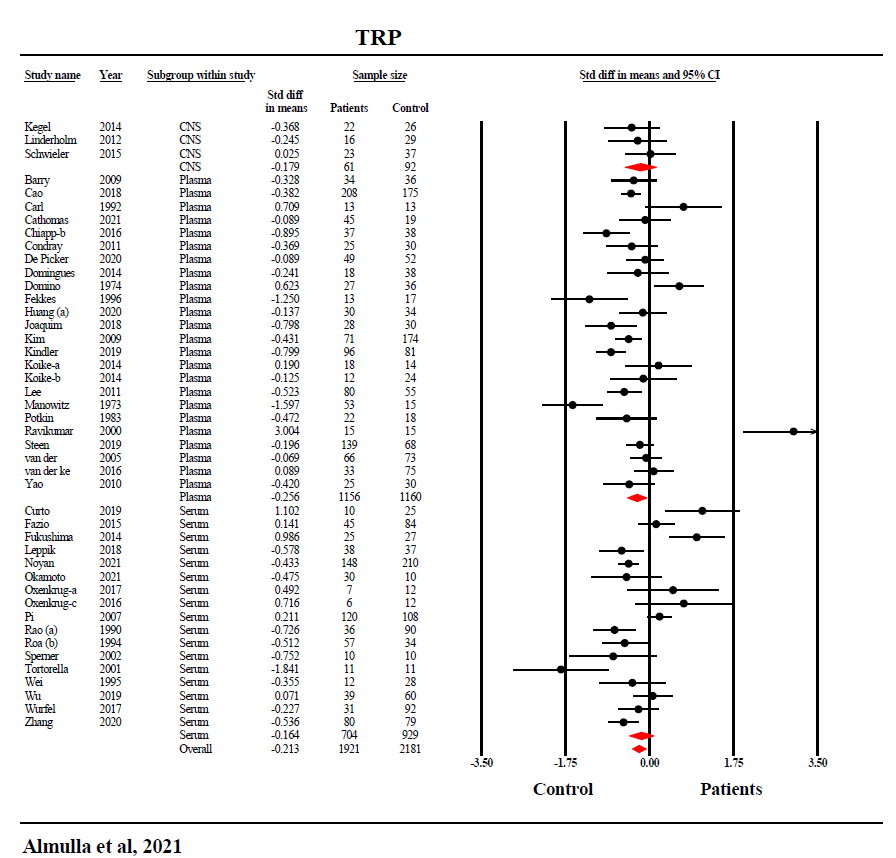 TRP
Study name Year Subgroup within study Sample size Std diff in means and 95% CI
Std diff
in means Patients Control
Kegel 2014 CNS -0.368 22 26
Linderholm 2012 CNS -0.245 16 29
Schwieler 2015 CNS 0.025 23 37
CNS -0.179 61 92
Barry 2009 Plasma -0.328 34 36
Cao 2018 Plasma -0.382 208 175
Carl 1992 Plasma 0.709 13 13
Cathomas 2021 Plasma -0.089 45 19
Chiapp-b 2016 Plasma -0.895 37 38
Condray 2011 Plasma -0.369 25 30
De Picker 2020 Plasma -0.089 49 52
Domingues 2014 Plasma -0.241 18 38
Domino 1974 Plasma 0.623 27 36
Fekkes 1996 Plasma -1.250 13 17
Huang (a) 2020 Plasma -0.137 30 34
Joaquim 2018 Plasma -0.798 28 30
Kim 2009 Plasma -0.431 71 174
Kindler 2019 Plasma -0.799 96 81
Koike-a 2014 Plasma 0.190 18 14
Koike-b 2014 Plasma -0.125 12 24
Lee 2011 Plasma -0.523 80 55
Manowitz 1973 Plasma -1.597 53 15
Potkin 1983 Plasma -0.472 22 18
Ravikumar 2000 Plasma 3.004 15 15
Steen 2019 Plasma -0.196 139 68
van der 2005 Plasma -0.069 66 73
van der ke 2016 Plasma 0.089 33 75
Yao 2010 Plasma -0.420 25 30
Plasma -0.256 1156 1160
Curto 2019 Serum 1.102 10 25
Fazio 2015 Serum 0.141 45 84
Fukushima 2014 Serum 0.986 25 27
Leppik 2018 Serum -0.578 38 37
Noyan 2021 Serum -0.433 148 210
Okamoto 2021 Serum -0.475 30 10
Oxenkrug-a 2017 Serum 0.492 7 12
Oxenkrug-c 2016 Serum 0.716 6 12
Pi 2007 Serum 0.211 120 108
Rao (a) 1990 Serum -0.726 36 90
Roa (b) 1994 Serum -0.512 57 34
Sperner 2002 Serum -0.752 10 10
Tortorella 2001 Serum -1.841 11 11
Wei 1995 Serum -0.355 12 28
Wu 2019 Serum 0.071 39 60
Wurfel 2017 Serum -0.227 31 92
Zhang 2020 Serum -0.536 80 79
Serum -0.164 704 929
Overall -0.213 1921 2181
-3.50 -1.75 0.00 1.75 3.50
Control Patients
Almulla et al, 2021